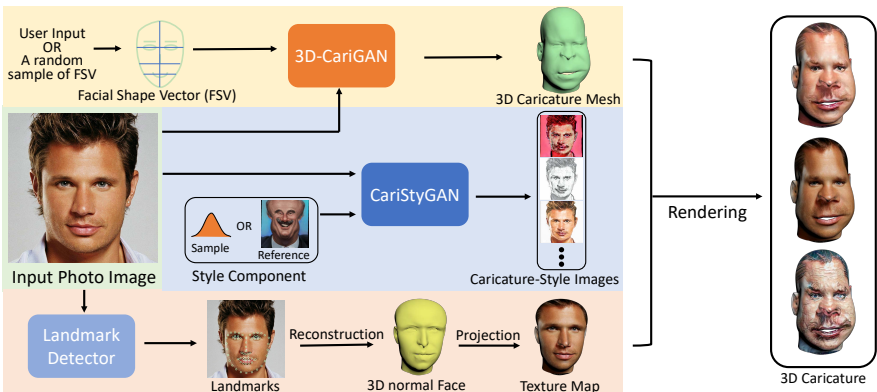 User Input
OR
A random
sample of FSV
Facial Shape Vector (FSV)
3D-CariGAN
3D Caricature Mesh
Input Photo Image
Sample
OR
Reference
Style Component
CariStyGAN
Caricature-Style Images
Landmark
Detector
Landmarks
Reconstruction
3D normal Face
Projection
Texture Map
Rendering
3D Caricature